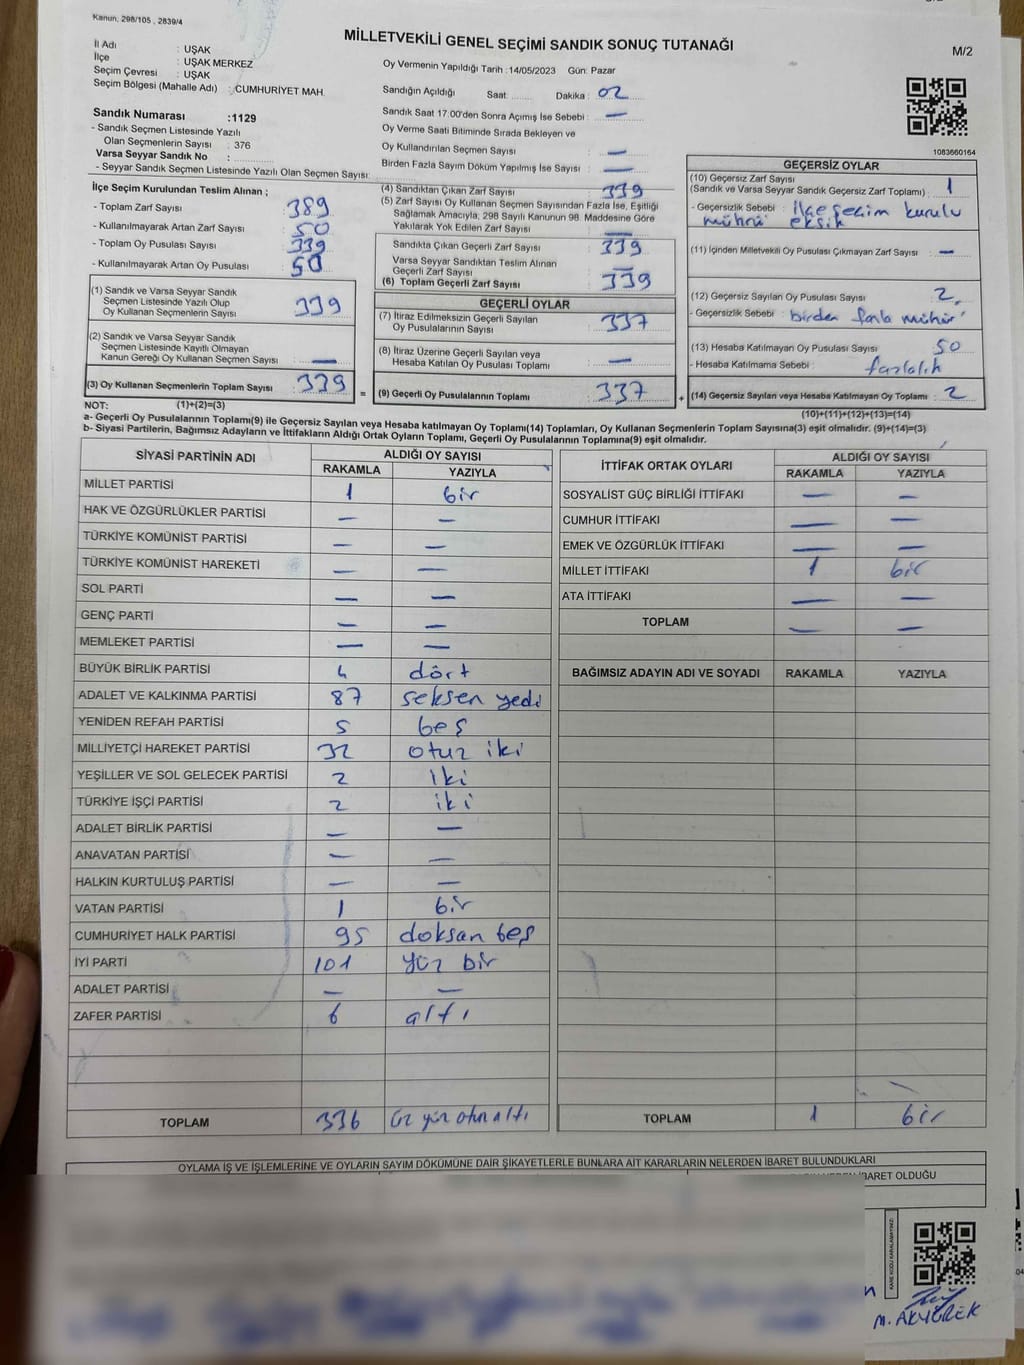 Kanun, 298/105 , 2839/4
MİLLETVEKİLİ GENEL SEÇİMİ SANDIK SONUÇ TUTANAĞI
M/2
İl Adı : UŞAK
İlçe : UŞAK MERKEZ
Seçim Çevresi : UŞAK
Seçim Bölgesi (Mahalle Adı) : CUMHURİYET MAH.
Sandık Numarası :1129
- Sandık Seçmen Listesinde Yazılı
Olan Seçmenlerin Sayısı : 376
Varsa Seyyar Sandık No :
- Seyyar Sandık Seçmen Listesinde Yazılı Olan Seçmen Sayısı:
Oy Vermenin Yapıldığı Tarih :14/05/2023 Gün: Pazar
Sandığın Açıldığı Saat: Dakika : 02
Sandık Saat 17:00'den Sonra Açımış İse Sebebi : —
Oy Verme Saati Bitiminde Sırada Bekleyen ve
Oy Kullandırılan Seçmen Sayısı : —
Birden Fazla Sayım Döküm Yapılmış İse Sayısı : —
1083660164
İlçe Seçim Kurulundan Teslim Alınan ;
- Toplam Zarf Sayısı : 389
- Kullanılmayarak Artan Zarf Sayısı : 50
- Toplam Oy Pusulası Sayısı : 339
- Kullanılmayarak Artan Oy Pusulası : 50
(1) Sandık ve Varsa Seyyar Sandık
Seçmen Listesinde Yazılı Olup
Oy Kullanan Seçmenlerin Sayısı : 339
(2) Sandık ve Varsa Seyyar Sandık
Seçmen Listesinde Kayıtlı Olmayan
Kanun Gereği Oy Kullanan Seçmen Sayısı : —
(3) Oy Kullanan Seçmenlerin Toplam Sayısı : 339
(4) Sandıktan Çıkan Zarf Sayısı : 339
(5) Zarf Sayısı Oy Kullanan Seçmen Sayısından Fazla İse, Eşitliği
Sağlamak Amacıyla, 298 Sayılı Kanunun 98. Maddesine Göre
Yakılarak Yok Edilen Zarf Sayısı : —
Sandıkta Çıkan Geçerli Zarf Sayısı : 339
Varsa Seyyar Sandıktan Teslim Alınan
Geçerli Zarf Sayısı : —
(6) Toplam Geçerli Zarf Sayısı : 339
GEÇERLİ OYLAR
(7) İtiraz Edilmeksizin Geçerli Sayılan
Oy Pusulalarının Sayısı : 337
(8) İtiraz Üzerine Geçerli Sayılan veya
Hesaba Katılan Oy Pusulası Toplamı : —
= (9) Geçerli Oy Pusulalarının Toplamı : 337 +
GEÇERSİZ OYLAR
(10) Geçersiz Zarf Sayısı
(Sandık ve Varsa Seyyar Sandık Geçersiz Zarf Toplamı) : 1
- Geçersizlik Sebebi : ilçe seçim kurulu
mührü eksik
(11) İçinden Milletvekili Oy Pusulası Çıkmayan Zarf Sayısı : —
(12) Geçersiz Sayılan Oy Pusulası Sayısı : 2
- Geçersizlik Sebebi : birden fazla mühür
(13) Hesaba Katılmayan Oy Pusulası Sayısı : 50
- Hesaba Katılmama Sebebi : fazlalık
(14) Geçersiz Sayılan veya Hesaba Katılmayan Oy Toplamı : 2
NOT: (1)+(2)=(3)
(10)+(11)+(12)+(13)=(14)
a- Geçerli Oy Pusulalarının Toplamı(9) ile Geçersiz Sayılan veya Hesaba katılmayan Oy Toplamı(14) Toplamları, Oy Kullanan Seçmenlerin Toplam Sayısına(3) eşit olmalıdır. (9)+(14)=(3)
b- Siyasi Partilerin, Bağımsız Adayların ve İttifakların Aldığı Ortak Oyların Toplamı, Geçerli Oy Pusulalarının Toplamına(9) eşit olmalıdır.
SİYASİ PARTİNİN ADI ALDIĞI OY SAYISI
RAKAMLA YAZIYLA
MİLLET PARTİSİ 1 bir
HAK VE ÖZGÜRLÜKLER PARTİSİ — —
TÜRKİYE KOMÜNİST PARTİSİ — —
TÜRKİYE KOMÜNİST HAREKETİ — —
SOL PARTİ — —
GENÇ PARTİ — —
MEMLEKET PARTİSİ — —
BÜYÜK BİRLİK PARTİSİ 4 dört
ADALET VE KALKINMA PARTİSİ 87 seksen yedi
YENİDEN REFAH PARTİSİ 5 beş
MİLLİYETÇİ HAREKET PARTİSİ 32 otuz iki
YEŞİLLER VE SOL GELECEK PARTİSİ 2 iki
TÜRKİYE İŞÇİ PARTİSİ 2 iki
ADALET BİRLİK PARTİSİ — —
ANAVATAN PARTİSİ — —
HALKIN KURTULUŞ PARTİSİ — —
VATAN PARTİSİ 1 bir
CUMHURİYET HALK PARTİSİ 95 doksan beş
İYİ PARTİ 101 yüz bir
ADALET PARTİSİ — —
ZAFER PARTİSİ 6 altı
TOPLAM 336 üç yüz otuz altı
İTTİFAK ORTAK OYLARI ALDIĞI OY SAYISI
RAKAMLA YAZIYLA
SOSYALİST GÜÇ BİRLİĞİ İTTİFAKI — —
CUMHUR İTTİFAKI — —
EMEK VE ÖZGÜRLÜK İTTİFAKI — —
MİLLET İTTİFAKI 1 bir
ATA İTTİFAKI — —
TOPLAM — —
BAĞIMSIZ ADAYIN ADI VE SOYADI RAKAMLA YAZIYLA
TOPLAM 1 bir
OYLAMA İŞ VE İŞLEMLERİNE VE OYLARIN SAYIM DÖKÜMÜNE DAİR ŞİKAYETLERLE BUNLARA AİT KARARLARIN NELERDEN İBARET BULUNDUKLARI
İBARET OLDUĞU
KARE KODU KARALAMAYINIZ!
M. AKYÜREK